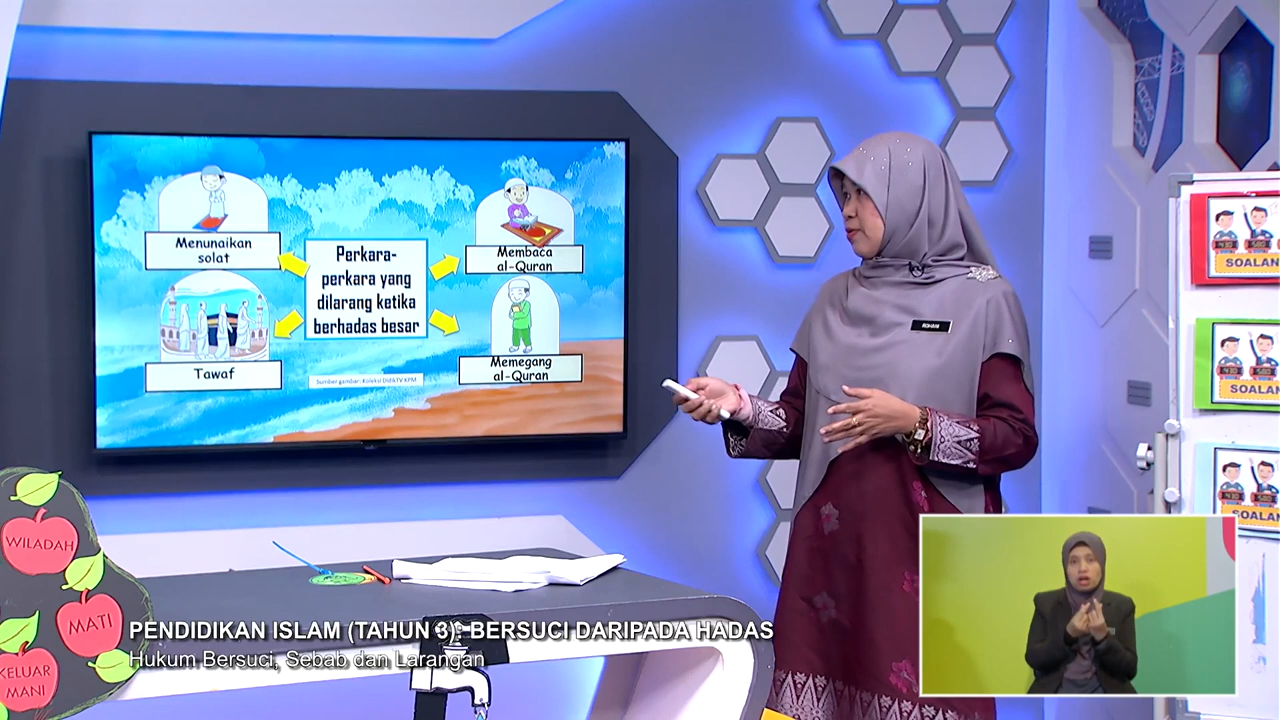 Menunaikan
solat
Perkara-
perkara yang
dilarang ketika
berhadas besar
Membaca
al-Quran
Tawaf
Memegang
al-Quran
Sumber gambar: Koleksi DidikTV KPM
ROHANI
SOALAN
SOALAN
SOALAN
WILADAH
MATI
KELUAR
MANI
PENDIDIKAN ISLAM (TAHUN 3): BERSUCI DARIPADA HADAS
Hukum Bersuci, Sebab dan Larangan